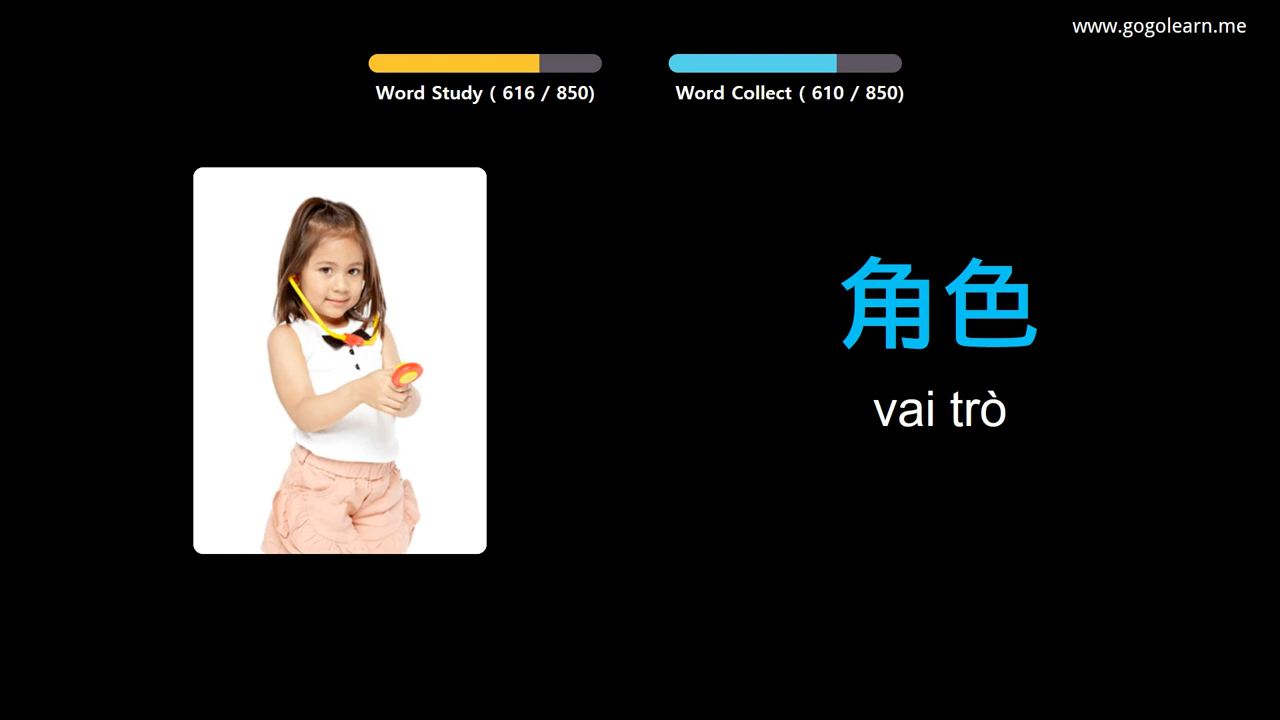 www.gogolearn.me
Word Study ( 616 / 850)
Word Collect ( 610 / 850)
角色
vai trò